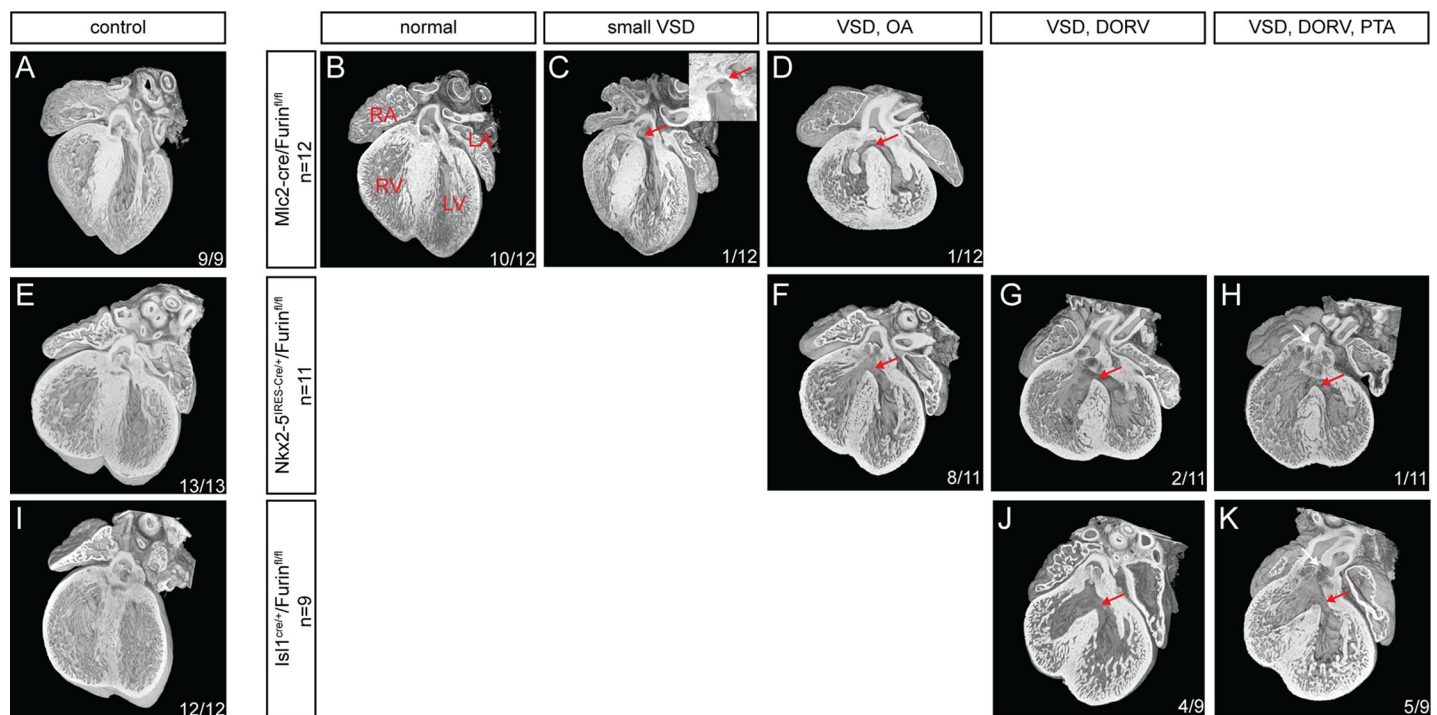 control
normal
small VSD
VSD, OA
VSD, DORV
VSD, DORV, PTA
Mlc2-cre/Furinfl/fl
n=12
A
9/9
B
RA
LA
RV
LV
10/12
C
1/12
D
1/12
Nkx2-5IRES-Cre/+/Furinfl/fl
n=11
E
13/13
F
8/11
G
2/11
H
1/11
Isl1cre/+/Furinfl/fl
n=9
I
12/12
J
4/9
K
5/9